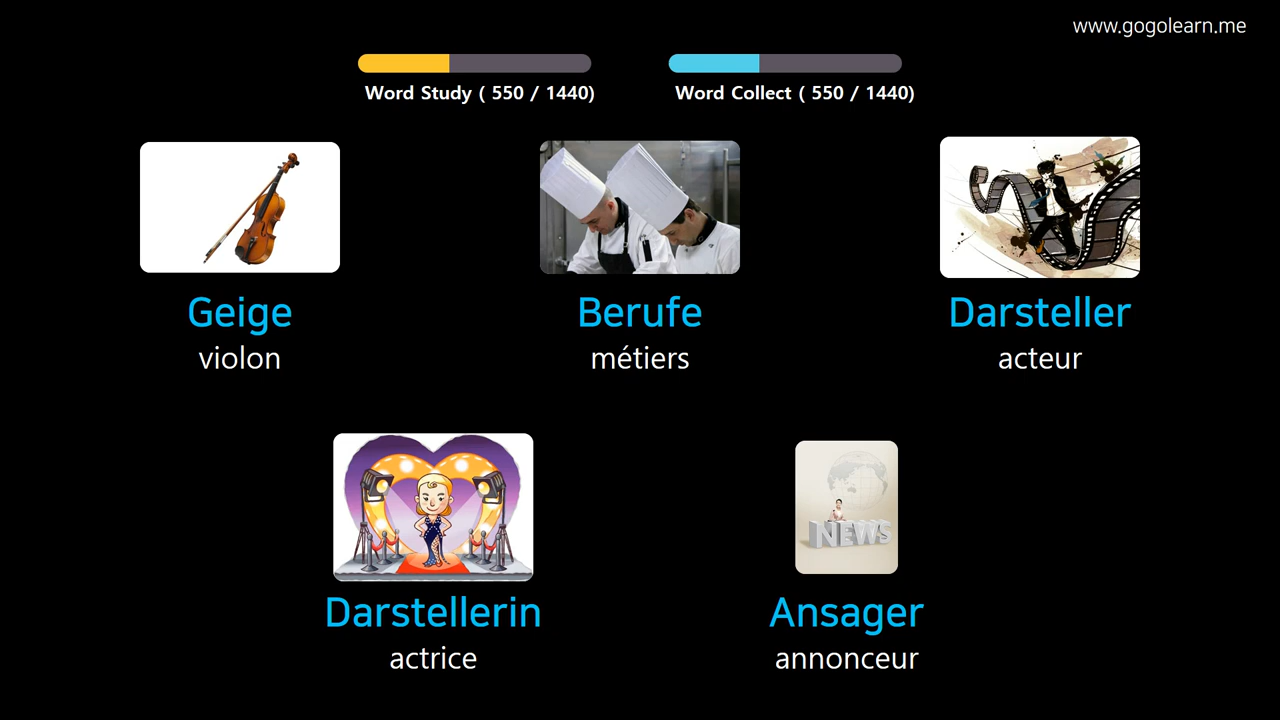 www.gogolearn.me
Word Study ( 550 / 1440)
Word Collect ( 550 / 1440)
Geige
violon
Berufe
métiers
Darsteller
acteur
NEWS
Darstellerin
actrice
Ansager
annonceur